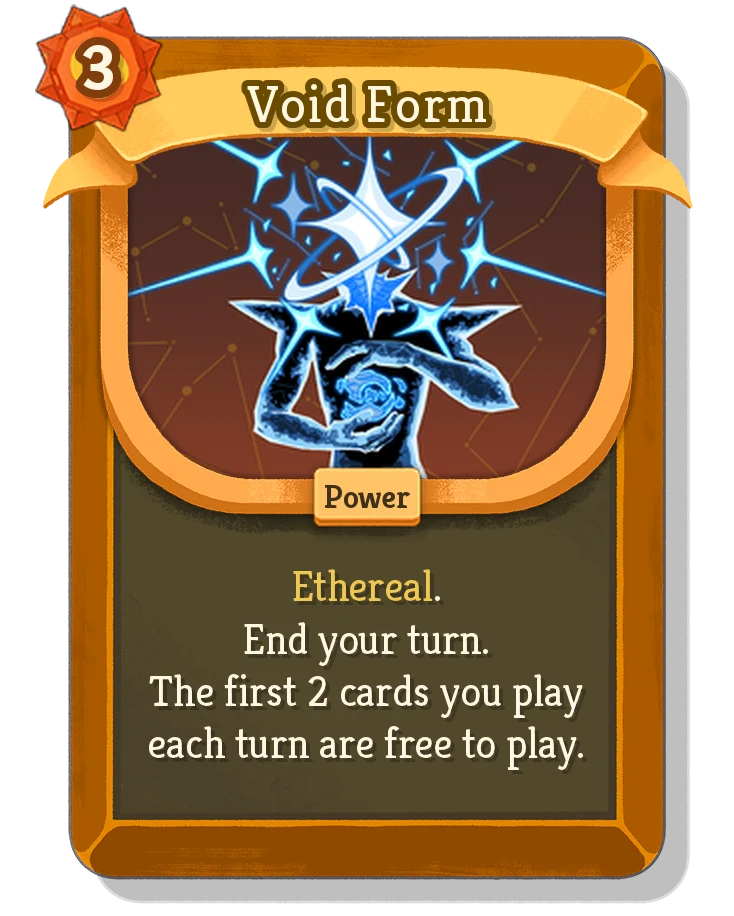 3
Void Form
Power
Ethereal.
End your turn.
The first 2 cards you play
each turn are free to play.